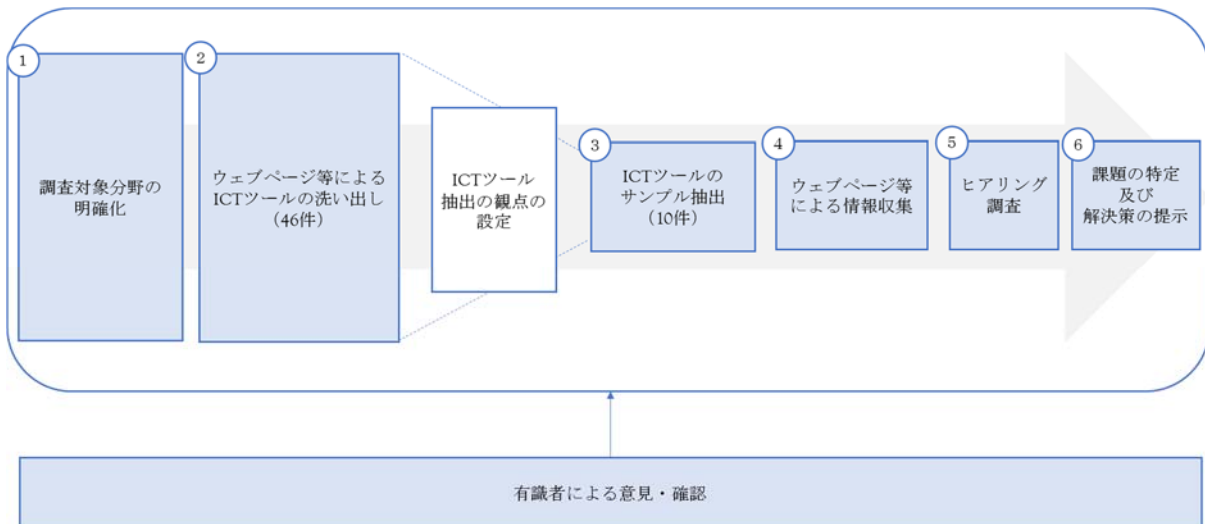 1
調査対象分野の
明確化
2
ウェブページ等による
ICTツールの洗い出し
（46件）
ICTツール
抽出の観点の
設定
3
ICTツールの
サンプル抽出
（10件）
4
ウェブページ等
による情報収集
5
ヒアリング
調査
6
課題の特定
及び
解決策の提示
有識者による意見・確認